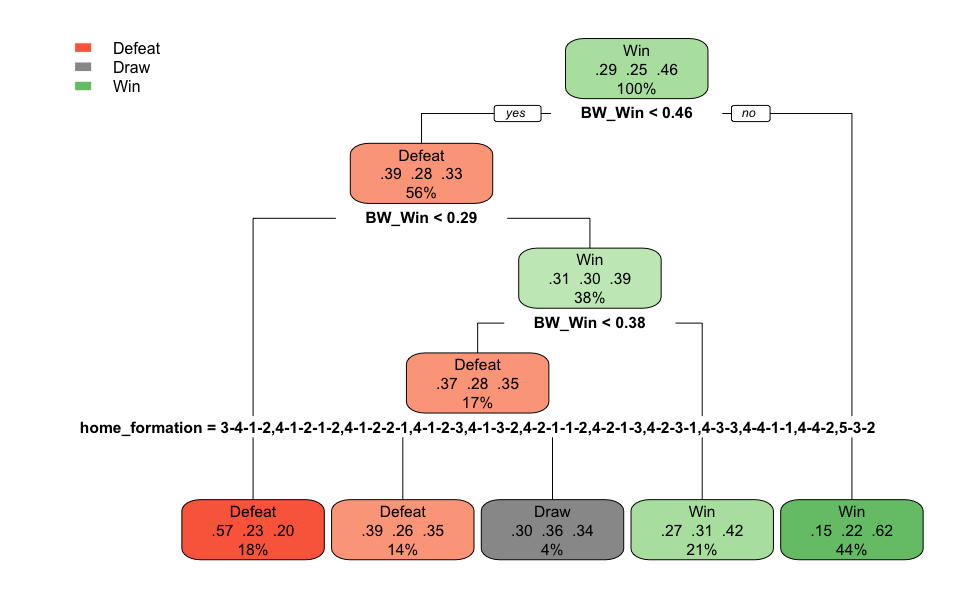 Defeat
Draw
Win
Win
.29 .25 .46
100%
yes
BW_Win < 0.46
no
Defeat
.39 .28 .33
56%
BW_Win < 0.29
Win
.31 .30 .39
38%
BW_Win < 0.38
Defeat
.37 .28 .35
17%
home_formation = 3-4-1-2,4-1-2-1-2,4-1-2-2-1,4-1-2-3,4-1-3-2,4-2-1-1-2,4-2-1-3,4-2-3-1,4-3-3,4-4-1-1,4-4-2,5-3-2
Defeat
.57 .23 .20
18%
Defeat
.39 .26 .35
14%
Draw
.30 .36 .34
4%
Win
.27 .31 .42
21%
Win
.15 .22 .62
44%